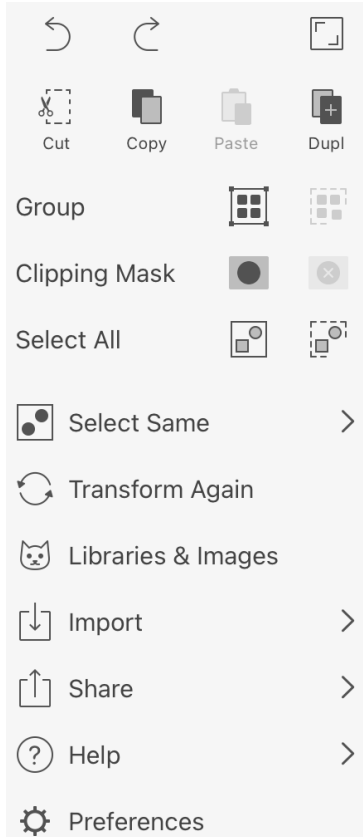 Cut Copy Paste Dupl
Group
Clipping Mask
Select All
Select Same
Transform Again
Libraries & Images
Import
Share
Help
Preferences